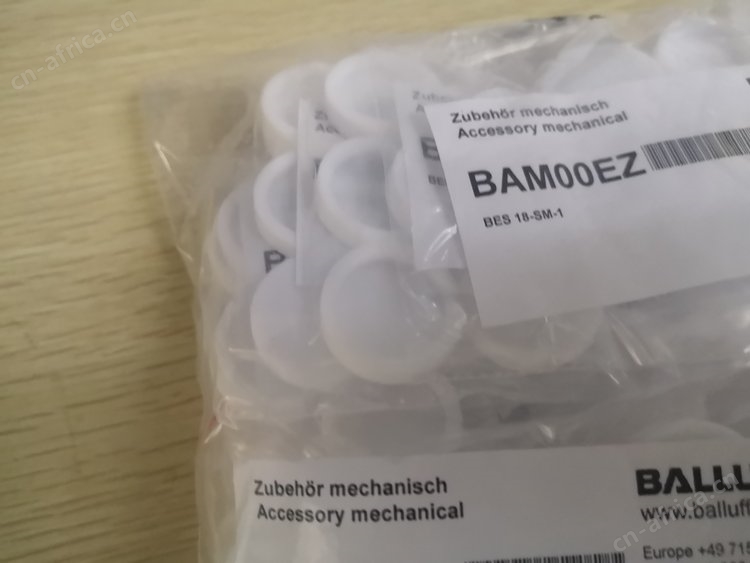 cn-africa.cn
Zubehör mechanisch
Accessory mechanical
BAM00EZ
BES 18-SM-1
Zubehör mechanisch
Accessory mechanical
BALLU
www.balluff
Europe +49 715
cn-africa.cn